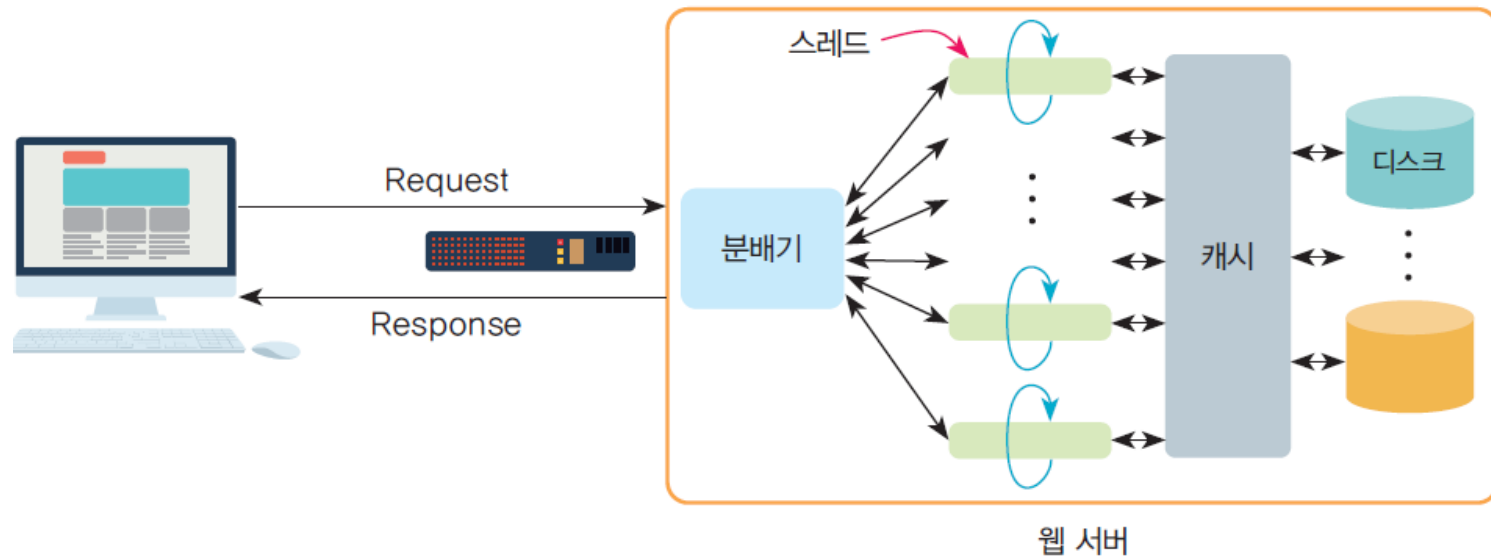 스레드
Request
Response
분배기
캐시
디스크
웹 서버